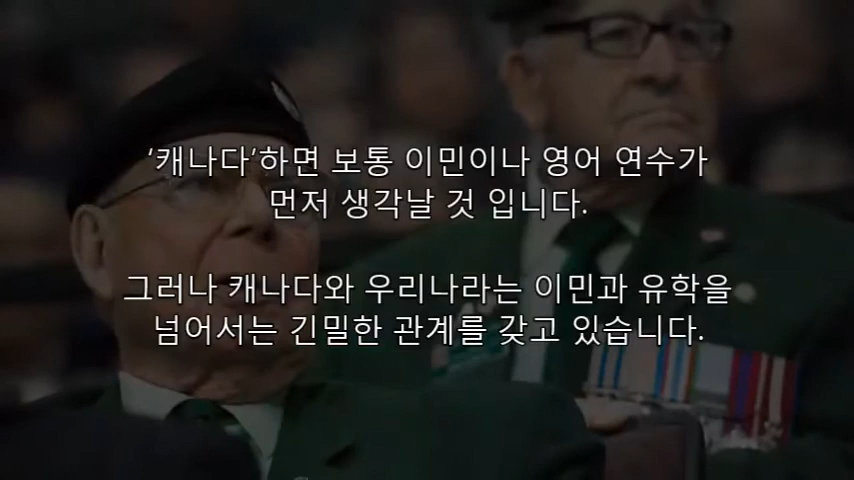 ‘캐나다’하면 보통 이민이나 영어 연수가
먼저 생각날 것 입니다.
그러나 캐나다와 우리나라는 이민과 유학을
넘어서는 긴밀한 관계를 갖고 있습니다.